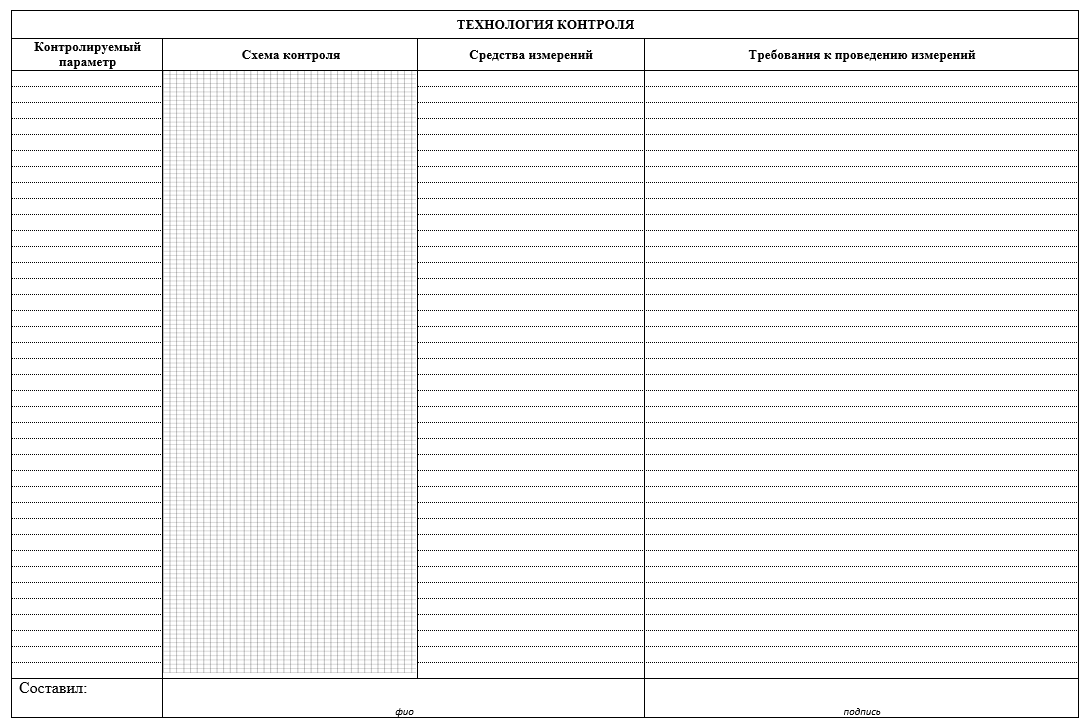 ТЕХНОЛОГИЯ КОНТРОЛЯ
Контролируемый
параметр
Схема контроля
Средства измерений
Требования к проведению измерений
Составил:
фио
подпись